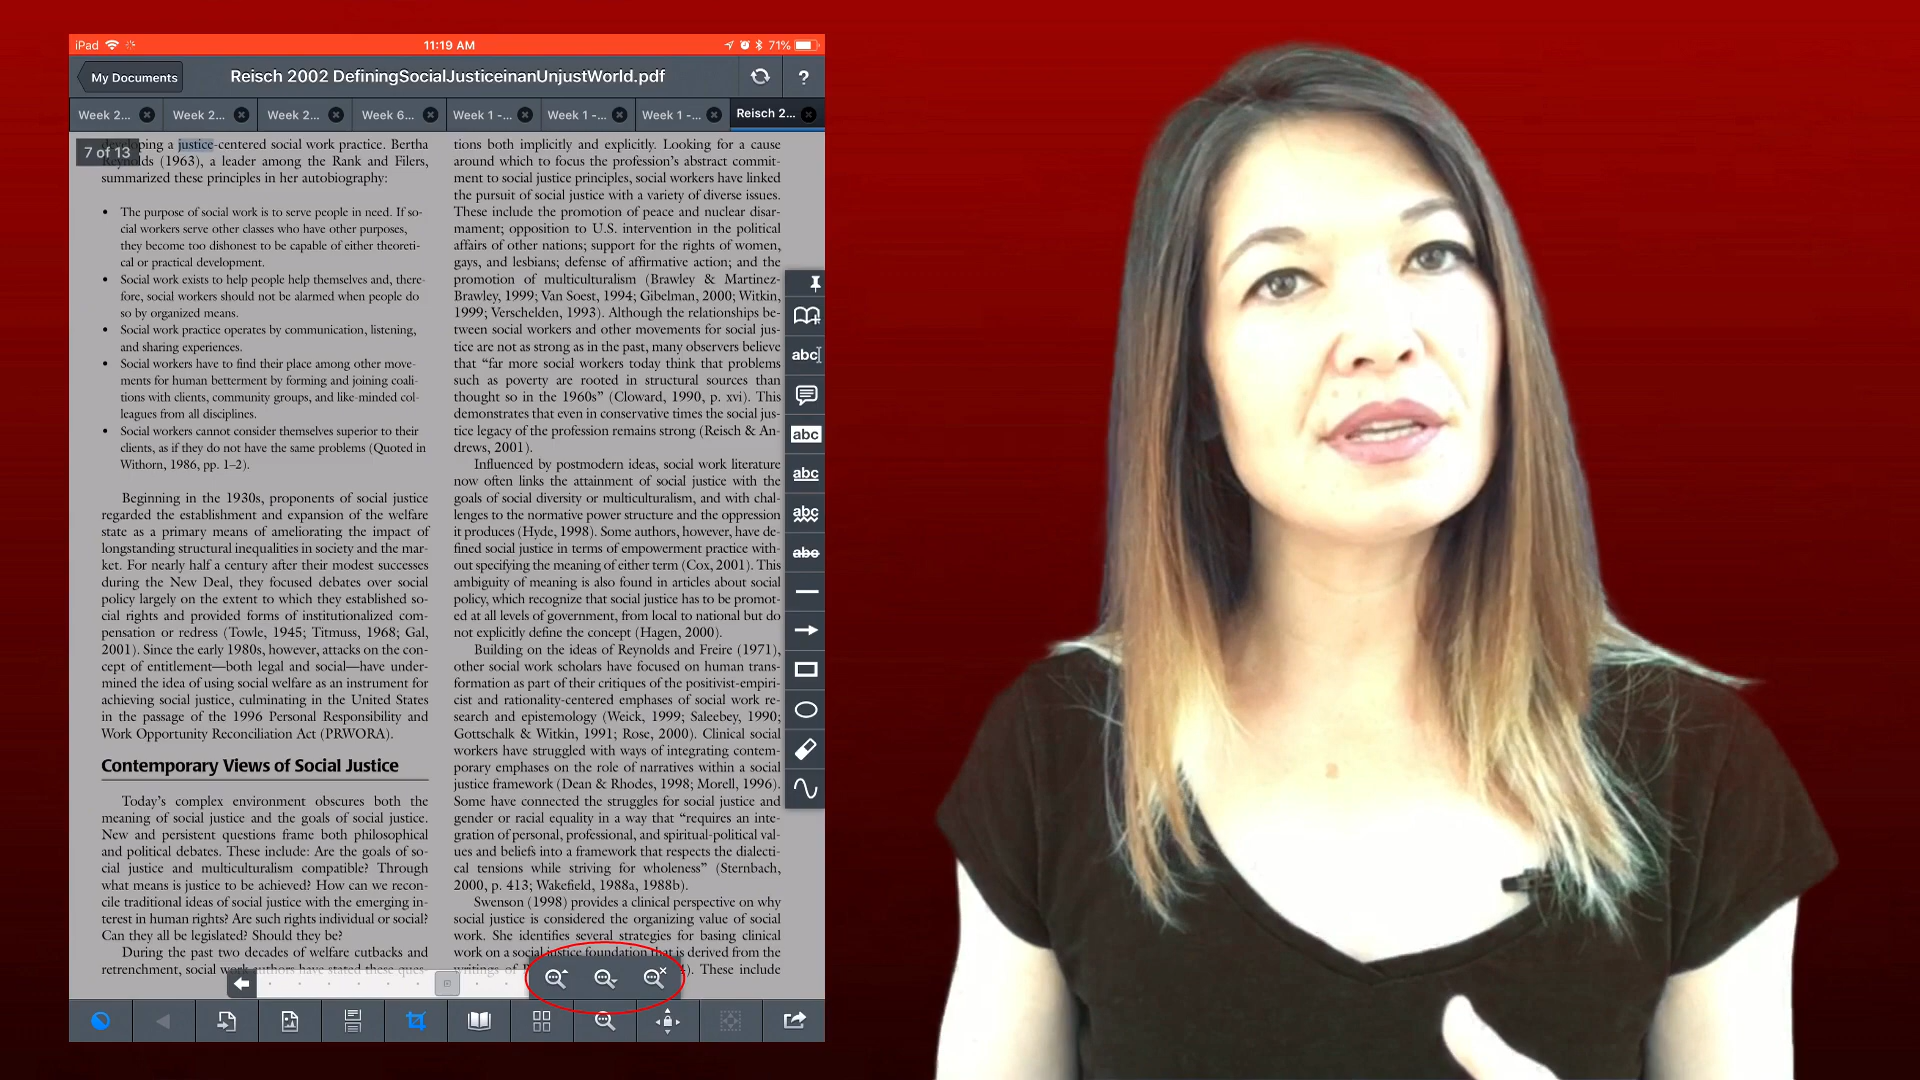 iPad
11:19 AM
71%
My Documents
Reisch 2002 DefiningSocialJusticeinanUnjustWorld.pdf
?
Week 2...
Week 2...
Week 2...
Week 6...
Week 1 -...
Week 1 -...
Week 1 -...
Reisch 2...
7 of 13
justice-centered social work practice. Bertha
Reynolds (1963), a leader among the Rank and Filers,
summarized these principles in her autobiography:
• The purpose of social work is to serve people in need. If so-
cial workers serve other classes who have other purposes,
they become too dishonest to be capable of either theoreti-
cal or practical development.
• Social work exists to help people help themselves and, there-
fore, social workers should not be alarmed when people do
so by organized means.
• Social work practice operates by communication, listening,
and sharing experiences.
• Social workers have to find their place among other move-
ments for human betterment by forming and joining coali-
tions with clients, community groups, and like-minded col-
leagues from all disciplines.
• Social workers cannot consider themselves superior to their
clients, as if they do not have the same problems (Quoted in
Withorn, 1986, pp. 1–2).
Beginning in the 1930s, proponents of social justice
regarded the establishment and expansion of the welfare
state as a primary means of ameliorating the impact of
longstanding structural inequalities in society and the mar-
ket. For nearly half a century after their modest successes
during the New Deal, they focused debates over social
policy largely on the extent to which they established so-
cial rights and provided forms of institutionalized com-
pensation or redress (Towle, 1945; Titmuss, 1968; Gal,
2001). Since the early 1980s, however, attacks on the con-
cept of entitlement—both legal and social—have under-
mined the idea of using social welfare as an instrument for
achieving social justice, culminating in the United States
in the passage of the 1996 Personal Responsibility and
Work Opportunity Reconciliation Act (PRWORA).
Contemporary Views of Social Justice
Today's complex environment obscures both the
meaning of social justice and the goals of social justice.
New and persistent questions frame both philosophical
and political debates. These include: Are the goals of so-
cial justice and multiculturalism compatible? Through
what means is justice to be achieved? How can we recon-
cile traditional ideas of social justice with the emerging in-
terest in human rights? Are such rights individual or social?
Can they all be legislated? Should they be?
During the past two decades of welfare cutbacks and
retrenchment, social work authors have stated these ques-
tions both implicitly and explicitly. Looking for a cause
around which to focus the profession's abstract commit-
ment to social justice principles, social workers have linked
the pursuit of social justice with a variety of diverse issues.
These include the promotion of peace and nuclear disar-
mament; opposition to U.S. intervention in the political
affairs of other nations; support for the rights of women,
gays, and lesbians; defense of affirmative action; and the
promotion of multiculturalism (Brawley & Martinez-
Brawley, 1999; Van Soest, 1994; Gibelman, 2000; Witkin,
1999; Verschelden, 1993). Although the relationships be-
tween social workers and other movements for social jus-
tice are not as strong as in the past, many observers believe
that “far more social workers today think that problems
such as poverty are rooted in structural sources than
thought so in the 1960s” (Cloward, 1990, p. xvi). This
demonstrates that even in conservative times the social jus-
tice legacy of the profession remains strong (Reisch & An-
drews, 2001).
Influenced by postmodern ideas, social work literature
now often links the attainment of social justice with the
goals of social diversity or multiculturalism, and with chal-
lenges to the normative power structure and the oppression
it produces (Hyde, 1998). Some authors, however, have de-
fined social justice in terms of empowerment practice with-
out specifying the meaning of either term (Cox, 2001). This
ambiguity of meaning is also found in articles about social
policy, which recognize that social justice has to be promot-
ed at all levels of government, from local to national but do
not explicitly define the concept (Hagen, 2000).
Building on the ideas of Reynolds and Freire (1971),
other social work scholars have focused on human trans-
formation as part of their critiques of the positivist-empiri-
cist and rationality-centered emphases of social work re-
search and epistemology (Weick, 1999; Saleebey, 1990;
Gottschalk & Witkin, 1991; Rose, 2000). Clinical social
workers have struggled with ways of integrating contem-
porary emphases on the role of narratives within a social
justice framework (Dean & Rhodes, 1998; Morell, 1996).
Some have connected the struggles for social justice and
gender or racial equality in a way that “requires an inte-
gration of personal, professional, and spiritual-political val-
ues and beliefs into a framework that respects the dialecti-
cal tensions while striving for wholeness” (Sternbach,
2000, p. 413; Wakefield, 1988a, 1988b).
Swenson (1998) provides a clinical perspective on why
social justice is considered the organizing value of social
work. She identifies several strategies for basing clinical
work on a social justice foundation that is derived from the
writings of ). These include
abc
abc
abc
abc
abc